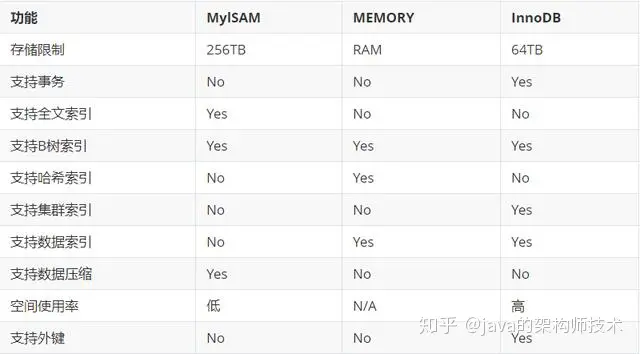 功能 MylSAM MEMORY InnoDB
存储限制 256TB RAM 64TB
支持事务 No No Yes
支持全文索引 Yes No No
支持B树索引 Yes Yes Yes
支持哈希索引 No Yes No
支持集群索引 No No Yes
支持数据索引 No Yes Yes
支持数据压缩 Yes No No
空间使用率 低 N/A 高
支持外键 No No Yes
知乎 @java的架构师技术